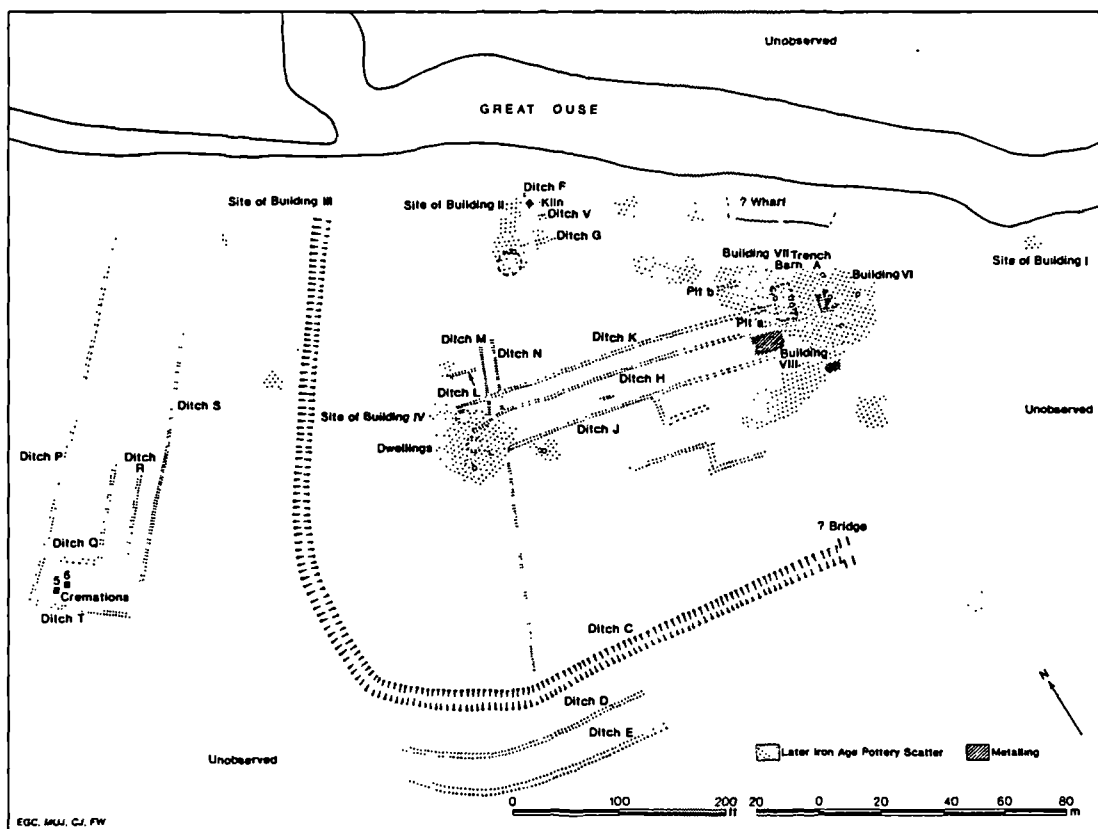 Unobserved
GREAT OUSE
Ditch F
Site of Building III
Site of Building II
Kiln
? Wharf
Ditch V
Ditch G
Building VII
Trench
Site of Building I
Barn
A
Building VI
Pit b
Pit a
Ditch M
Ditch K
Ditch N
Building
VIII
Ditch L
Ditch H
Ditch S
Site of Building IV
Unobserved
Ditch J
Dwellings
Ditch P
Ditch
R
? Bridge
Ditch Q
5
6
Cremations
Ditch T
Ditch C
N
Ditch D
Ditch E
Unobserved
Later Iron Age Pottery Scatter
Metalling
0 100 200
ft
20 0 20 40 60 80
m
EGC, MUJ, CJ, FW